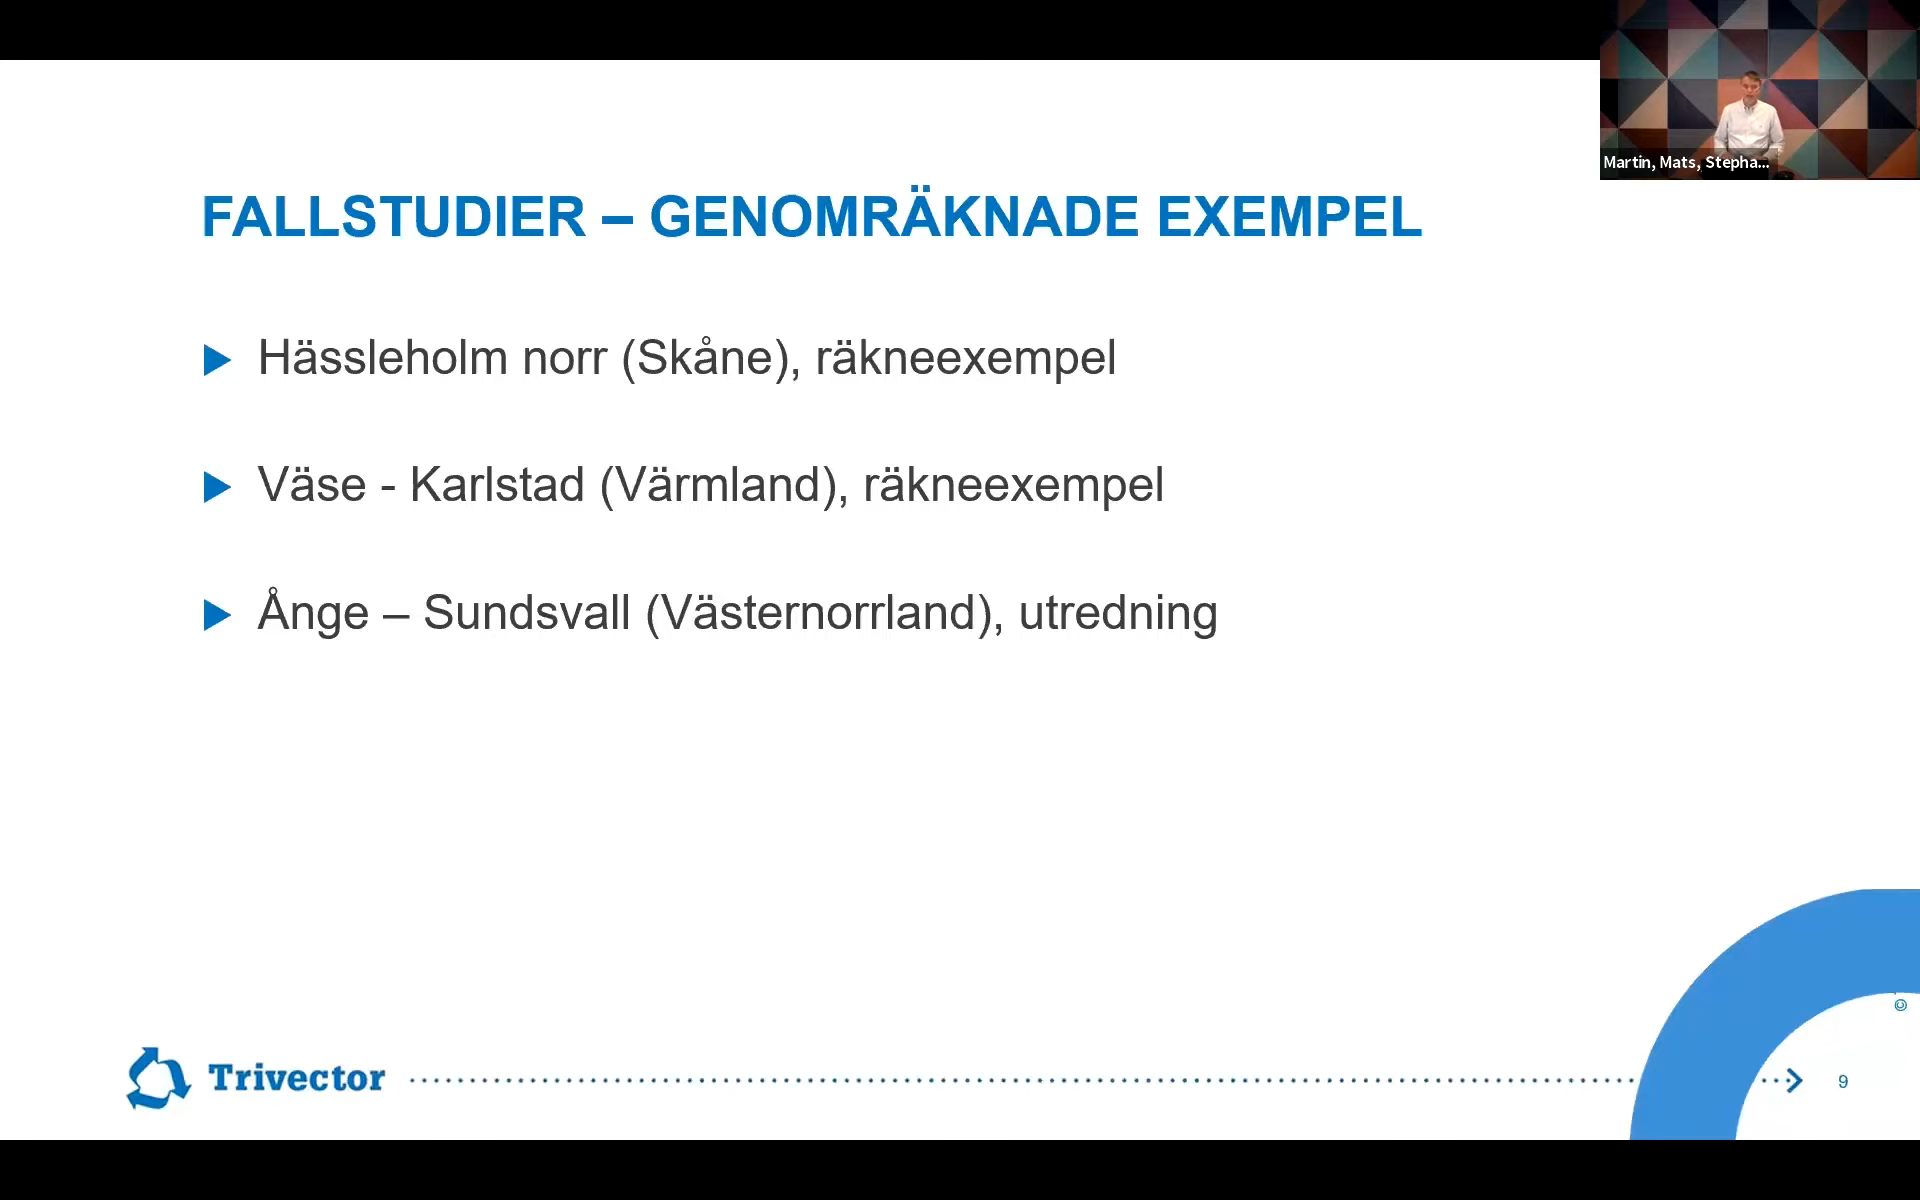 Martin, Mats, Stepha...
FALLSTUDIER – GENOMRÄKNADE EXEMPEL
Hässleholm norr (Skåne), räkneexempel
Väse - Karlstad (Värmland), räkneexempel
Ånge – Sundsvall (Västernorrland), utredning
©
Trivector
9